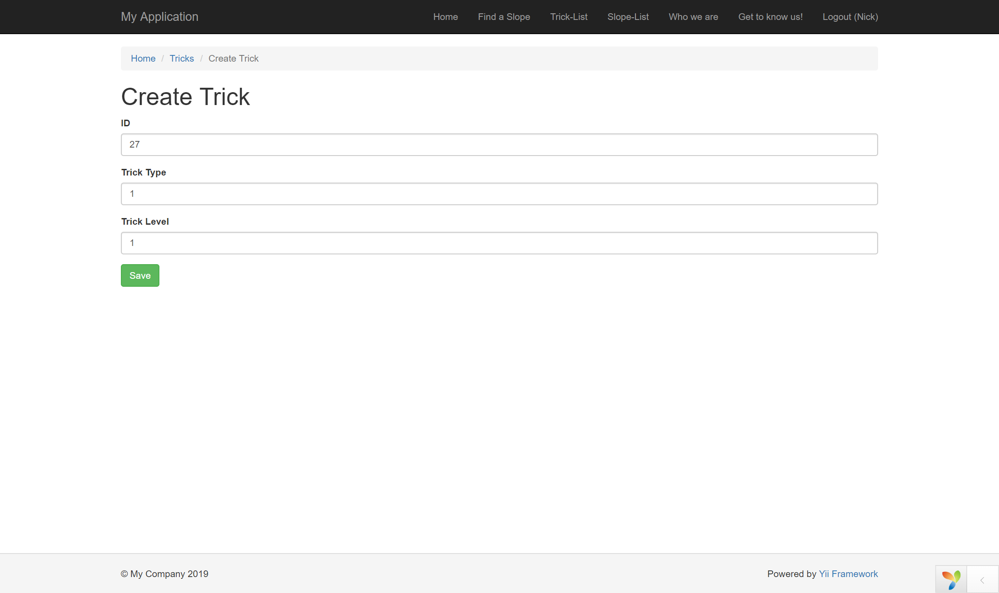 My Application Home Find a Slope Trick-List Slope-List Who we are Get to know us! Logout (Nick)
Home / Tricks / Create Trick
Create Trick
ID
27
Trick Type
1
Trick Level
1
Save
© My Company 2019 Powered by Yii Framework